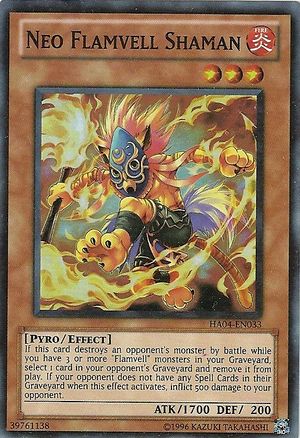 NEO FLAMVELL SHAMAN
FIRE
炎
HA04-EN033
[PYRO/EFFECT]
If this card destroys an opponent's monster by battle while
you have 3 or more "Flamvell" monsters in your Graveyard,
select 1 card in your opponent's Graveyard and remove it from
play. If your opponent does not have any Spell Cards in their
Graveyard when this effect activates, inflict 500 damage to your
opponent.
ATK/1700 DEF/ 200
39761138
©1996 KAZUKI TAKAHASHI